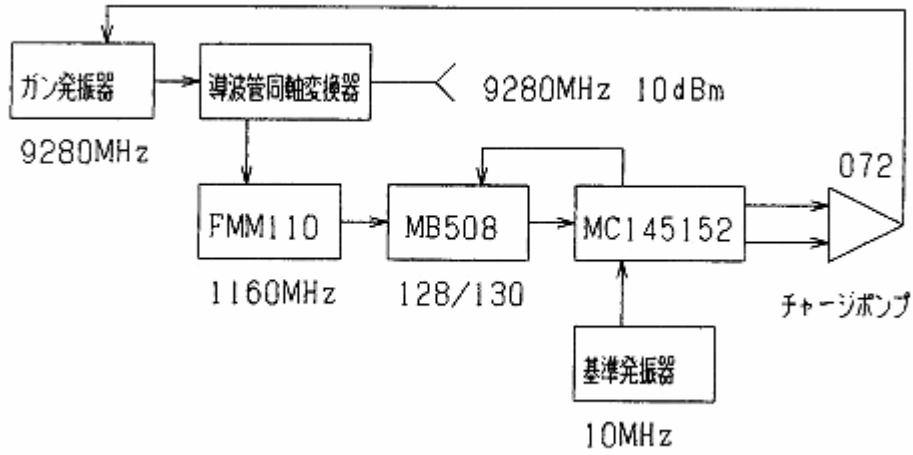 ガン発振器
導波管同軸変換器
9280MHz 10dBm
9280MHz
072
FMM110
MB508
MC145152
1160MHz
128/130
チャージポンプ
基準発振器
10MHz